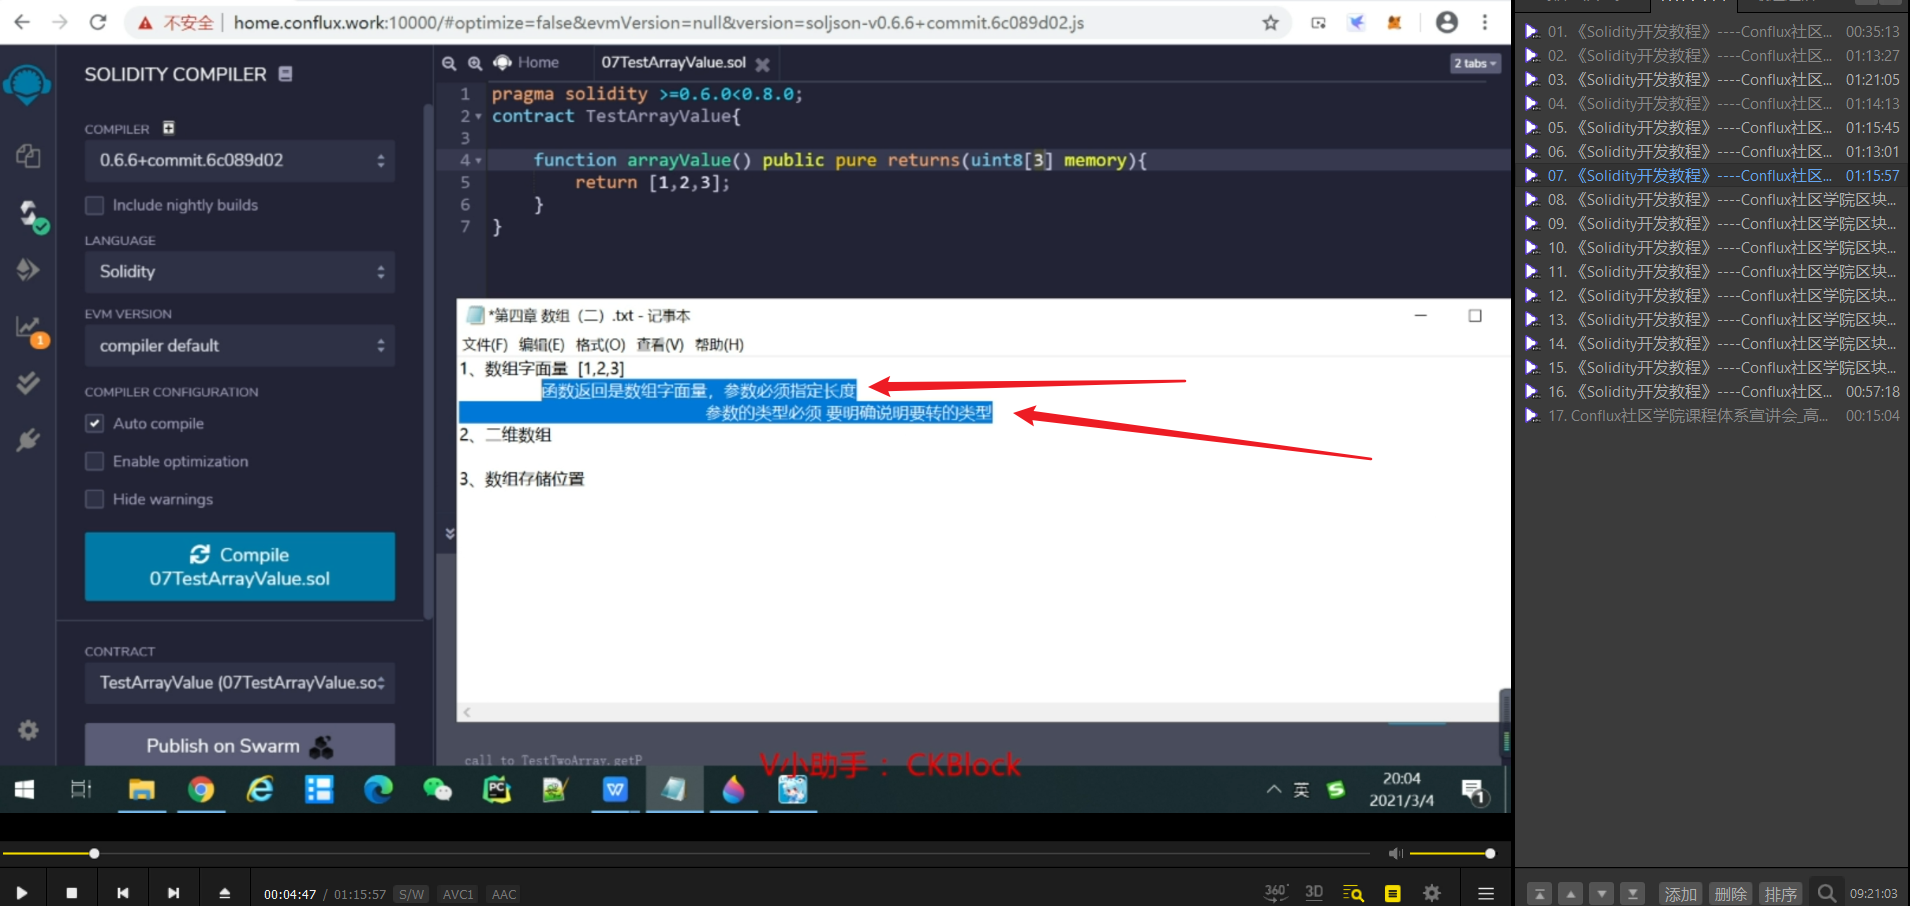 不安全 home.conflux.work:10000/#optimize=false&evmVersion=null&version=soljson-v0.6.6+commit.6c089d02.js
SOLIDITY COMPILER
COMPILER
0.6.6+commit.6c089d02
Include nightly builds
LANGUAGE
Solidity
EVM VERSION
compiler default
COMPILER CONFIGURATION
Auto compile
Enable optimization
Hide warnings
Compile
07TestArrayValue.sol
CONTRACT
TestArrayValue (07TestArrayValue.so
Publish on Swarm
1
Home
07TestArrayValue.sol
2 tabs
1 pragma solidity >=0.6.0<0.8.0;
2 contract TestArrayValue{
3
4 function arrayValue() public pure returns(uint8[3] memory){
5 return [1,2,3];
6 }
7 }
*第四章 数组（二）.txt - 记事本
文件(F) 编辑(E) 格式(O) 查看(V) 帮助(H)
1、数组字面量 [1,2,3]
函数返回是数组字面量，参数必须指定长度
参数的类型必须 要明确说明要转的类型
2、二维数组
3、数组存储位置
call to TestTwoArray.getP
V小助手： CKBlock
英
20:04
2021/3/4
1
00:04:47 / 01:15:57 S/W AVC1 AAC
360° 3D
01. 《Solidity开发教程》----Conflux社区... 00:35:13
02. 《Solidity开发教程》----Conflux社区... 01:13:27
03. 《Solidity开发教程》----Conflux社区... 01:21:05
04. 《Solidity开发教程》----Conflux社区... 01:14:13
05. 《Solidity开发教程》----Conflux社区... 01:15:45
06. 《Solidity开发教程》----Conflux社区... 01:13:01
07. 《Solidity开发教程》----Conflux社区... 01:15:57
08. 《Solidity开发教程》----Conflux社区学院区块...
09. 《Solidity开发教程》----Conflux社区学院区块...
10. 《Solidity开发教程》----Conflux社区学院区块...
11. 《Solidity开发教程》----Conflux社区学院区块...
12. 《Solidity开发教程》----Conflux社区学院区块...
13. 《Solidity开发教程》----Conflux社区学院区块...
14. 《Solidity开发教程》----Conflux社区学院区块...
15. 《Solidity开发教程》----Conflux社区学院区块...
16. 《Solidity开发教程》----Conflux社区... 00:57:18
17. Conflux社区学院课程体系宣讲会_高... 00:15:04
添加 删除 排序 09:21:03